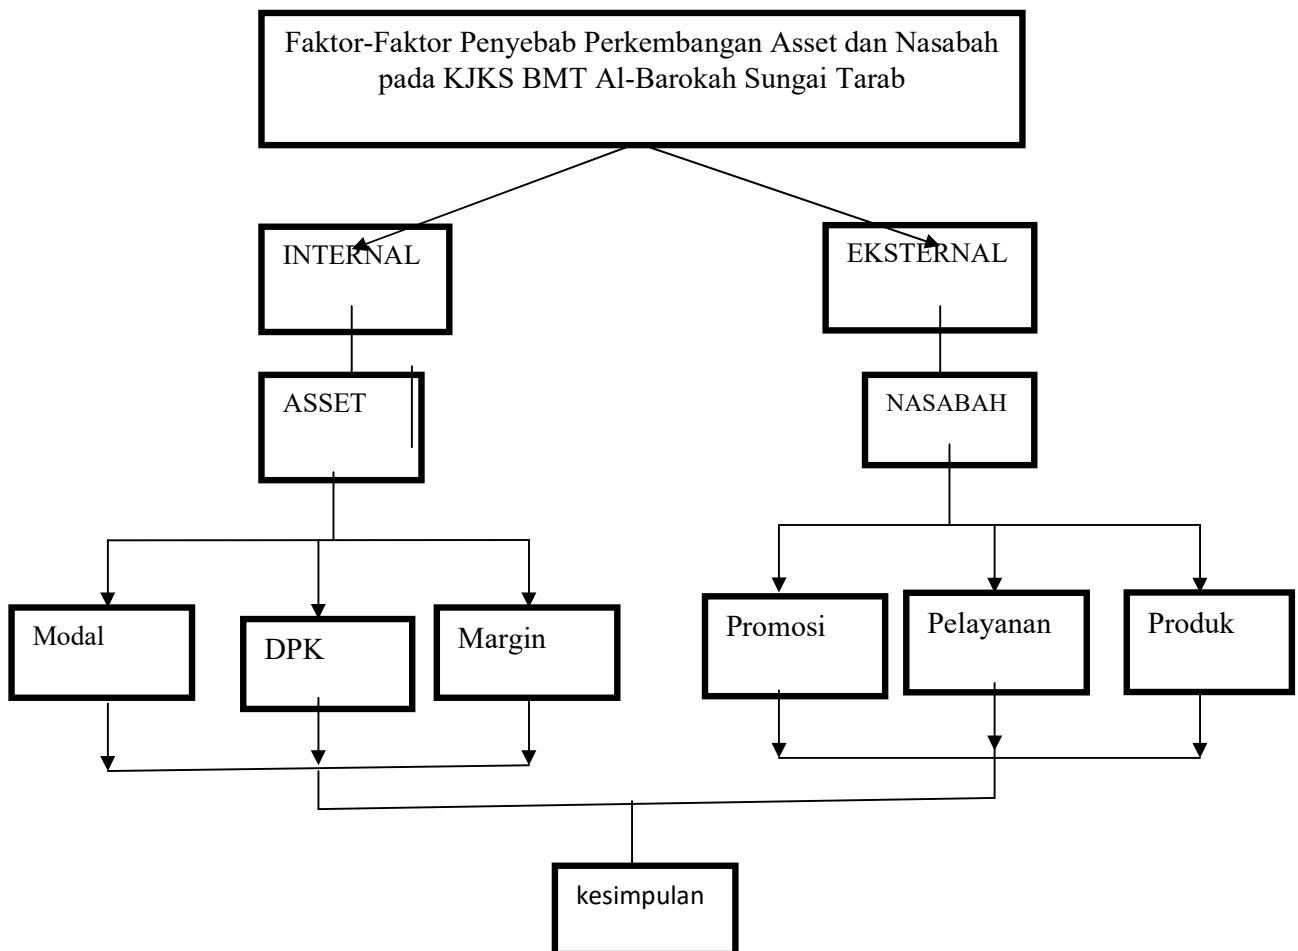 Faktor-Faktor Penyebab Perkembangan Asset dan Nasabah
pada KJKS BMT Al-Barokah Sungai Tarab
INTERNAL
EKSTERNAL
ASSET
NASABAH
Modal
DPK
Margin
Promosi
Pelayanan
Produk
kesimpulan